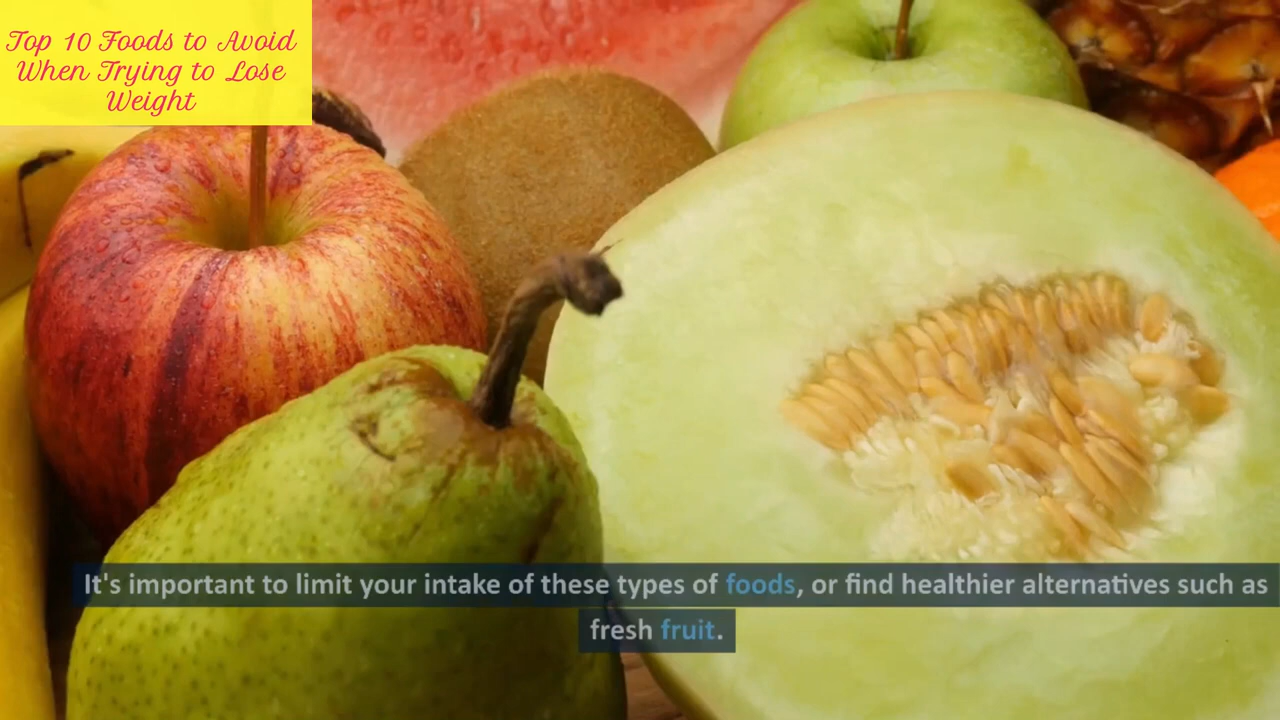 Top 10 Foods to Avoid
When Trying to Lose
Weight
It's important to limit your intake of these types of foods, or find healthier alternatives such as
fresh fruit.